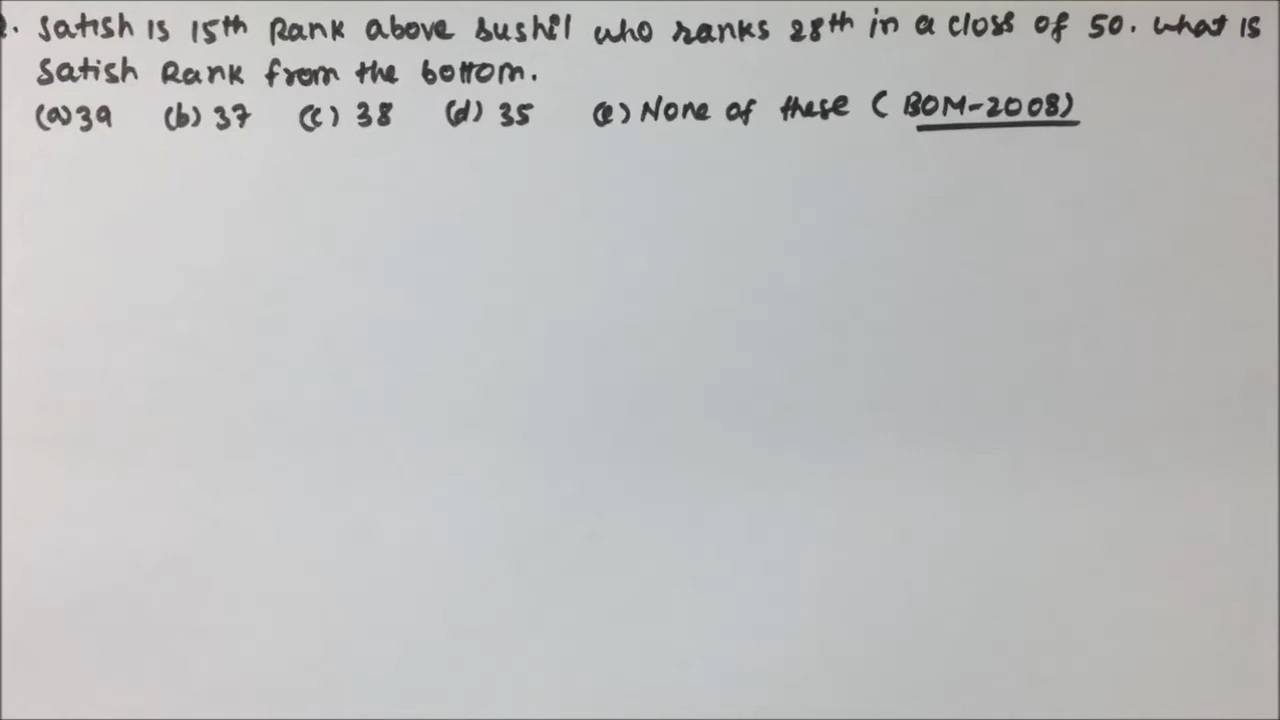 . Satish is 15th Rank above Sushil who ranks 28th in a closs of 50. what is
Satish Rank from the bottom.
(a) 39 (b) 37 (c) 38 (d) 35 (e) None of these (BOM-2008)